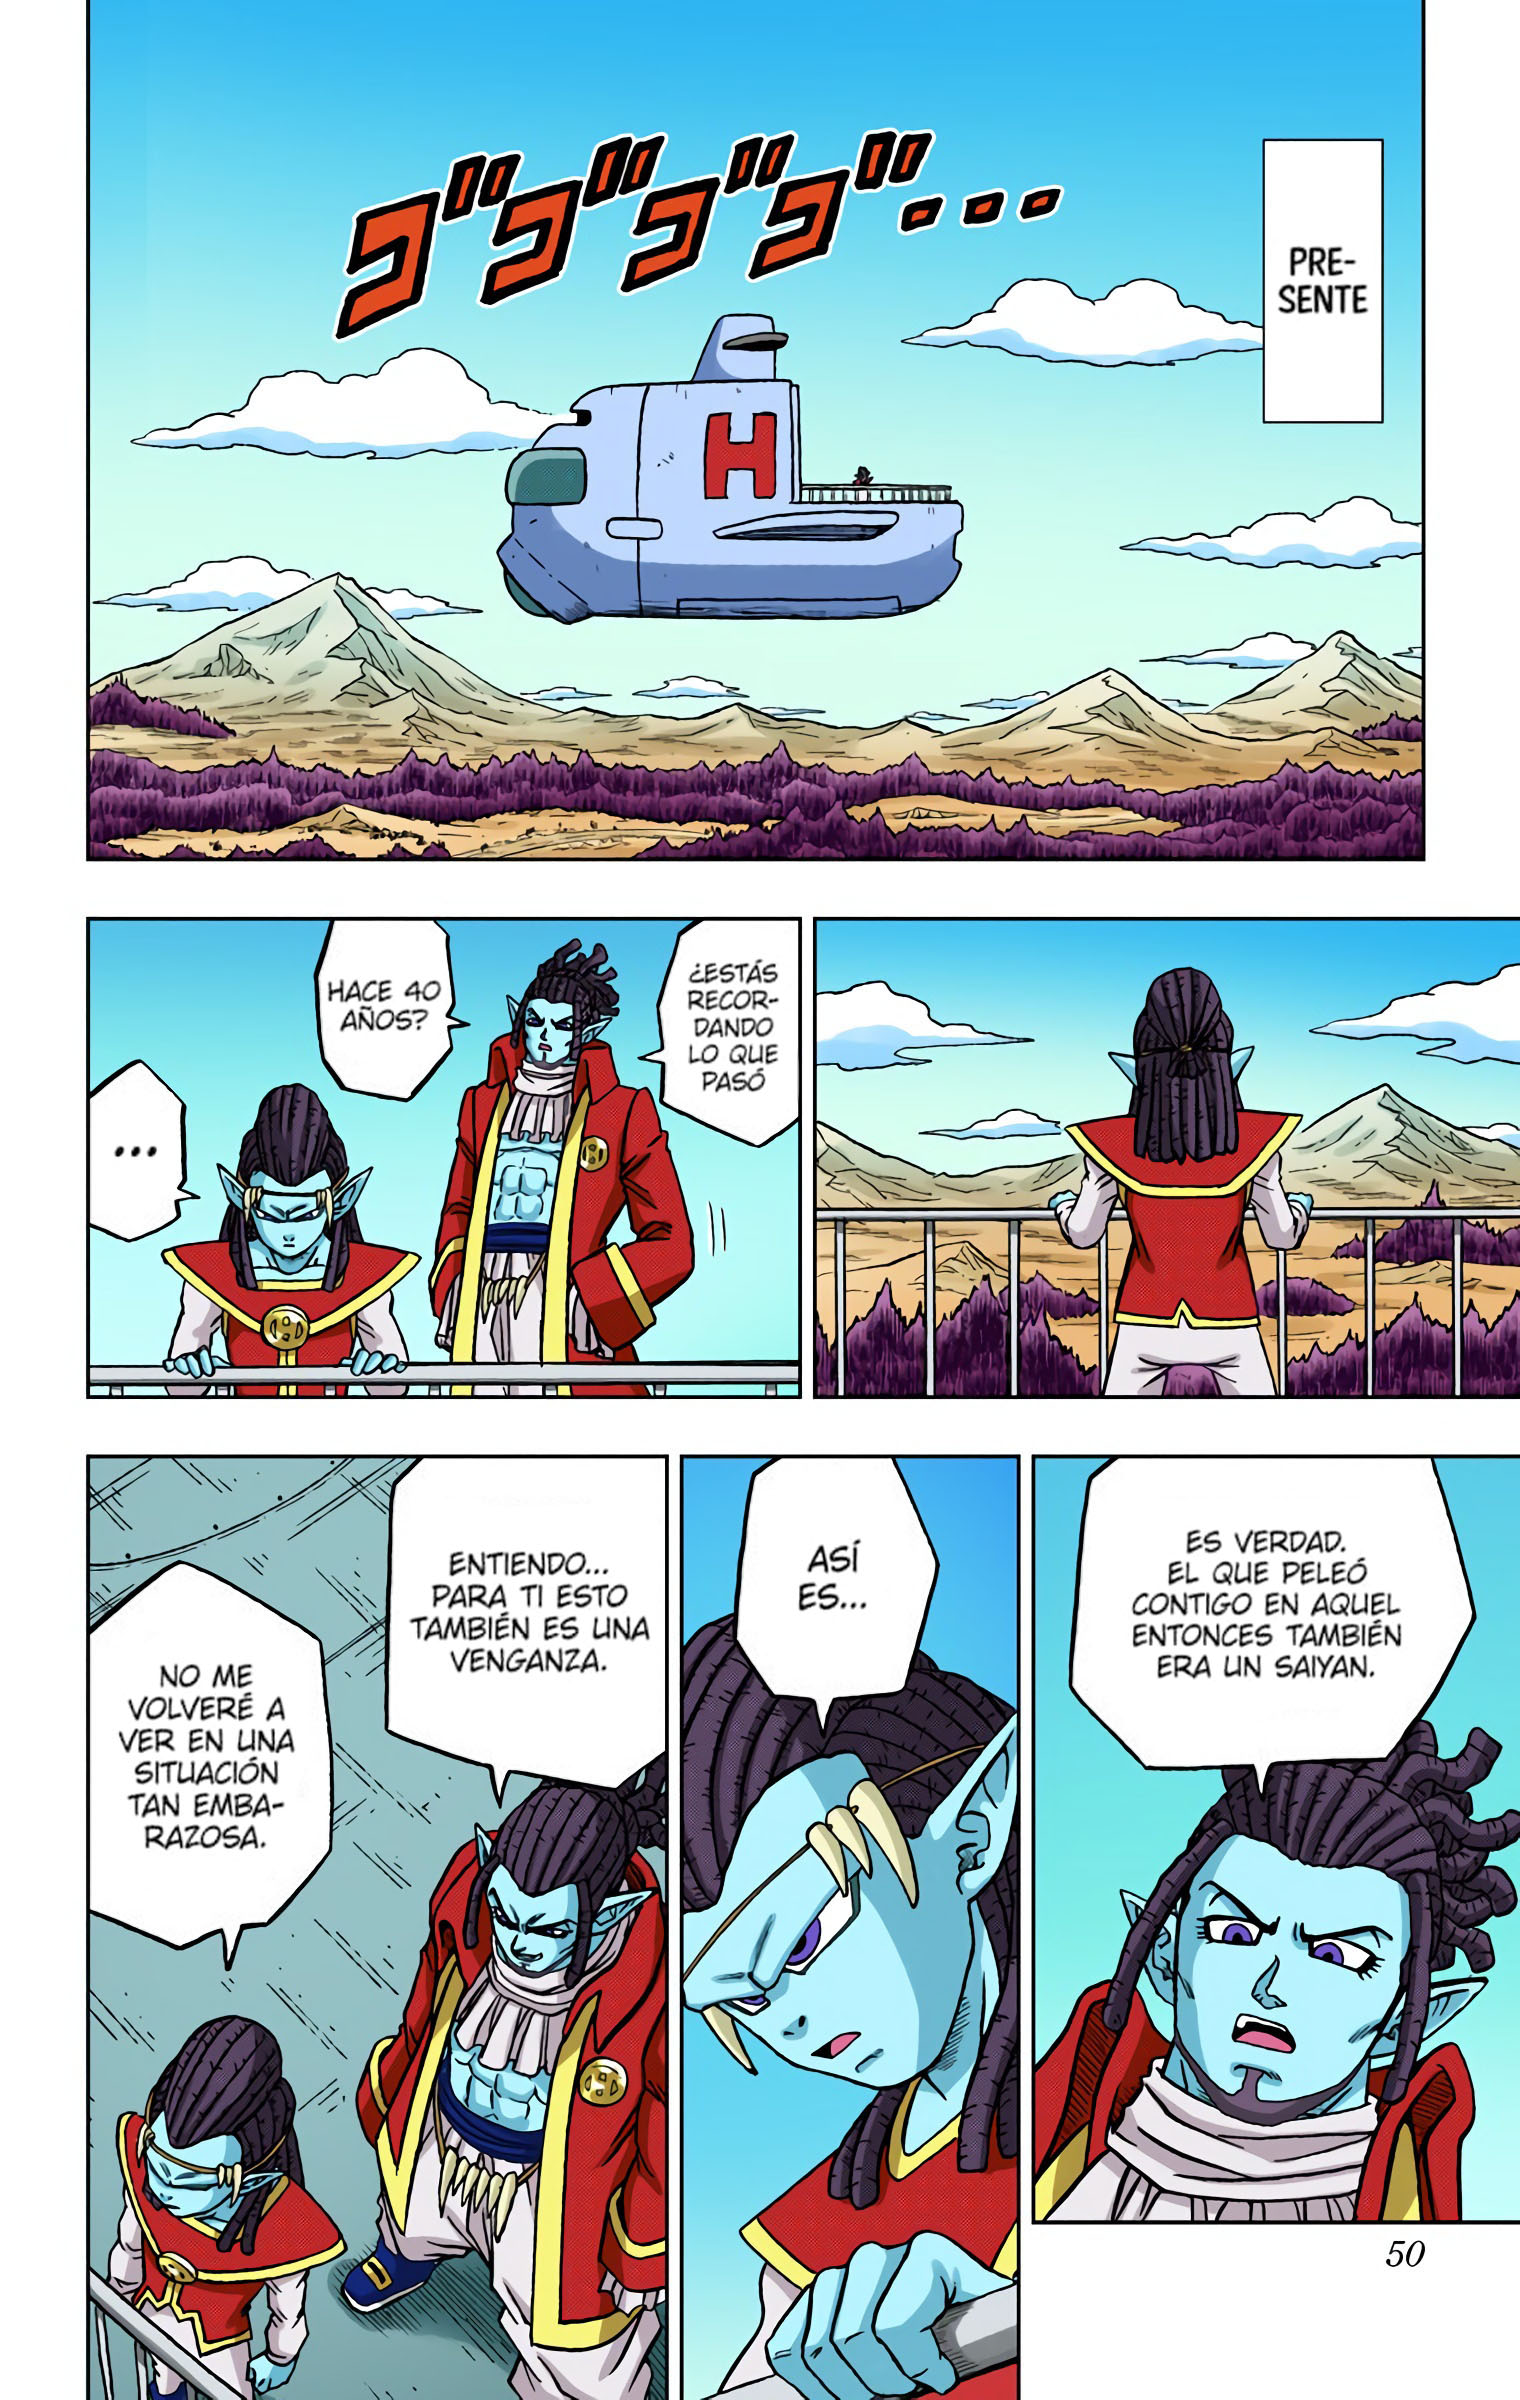 ゴゴゴゴ...
PRE-
SENTE
H
¿ESTÁS
RECOR-
DANDO
LO QUE
PASÓ
HACE 40
AÑOS?
...
ES VERDAD.
EL QUE PELEÓ
CONTIGO EN AQUEL
ENTONCES TAMBIÉN
ERA UN SAIYAN.
ASÍ
ES...
ENTIENDO...
PARA TI ESTO
TAMBIÉN ES UNA
VENGANZA.
NO ME
VOLVERÉ A
VER EN UNA
SITUACIÓN
TAN EMBA-
RAZOSA.
50